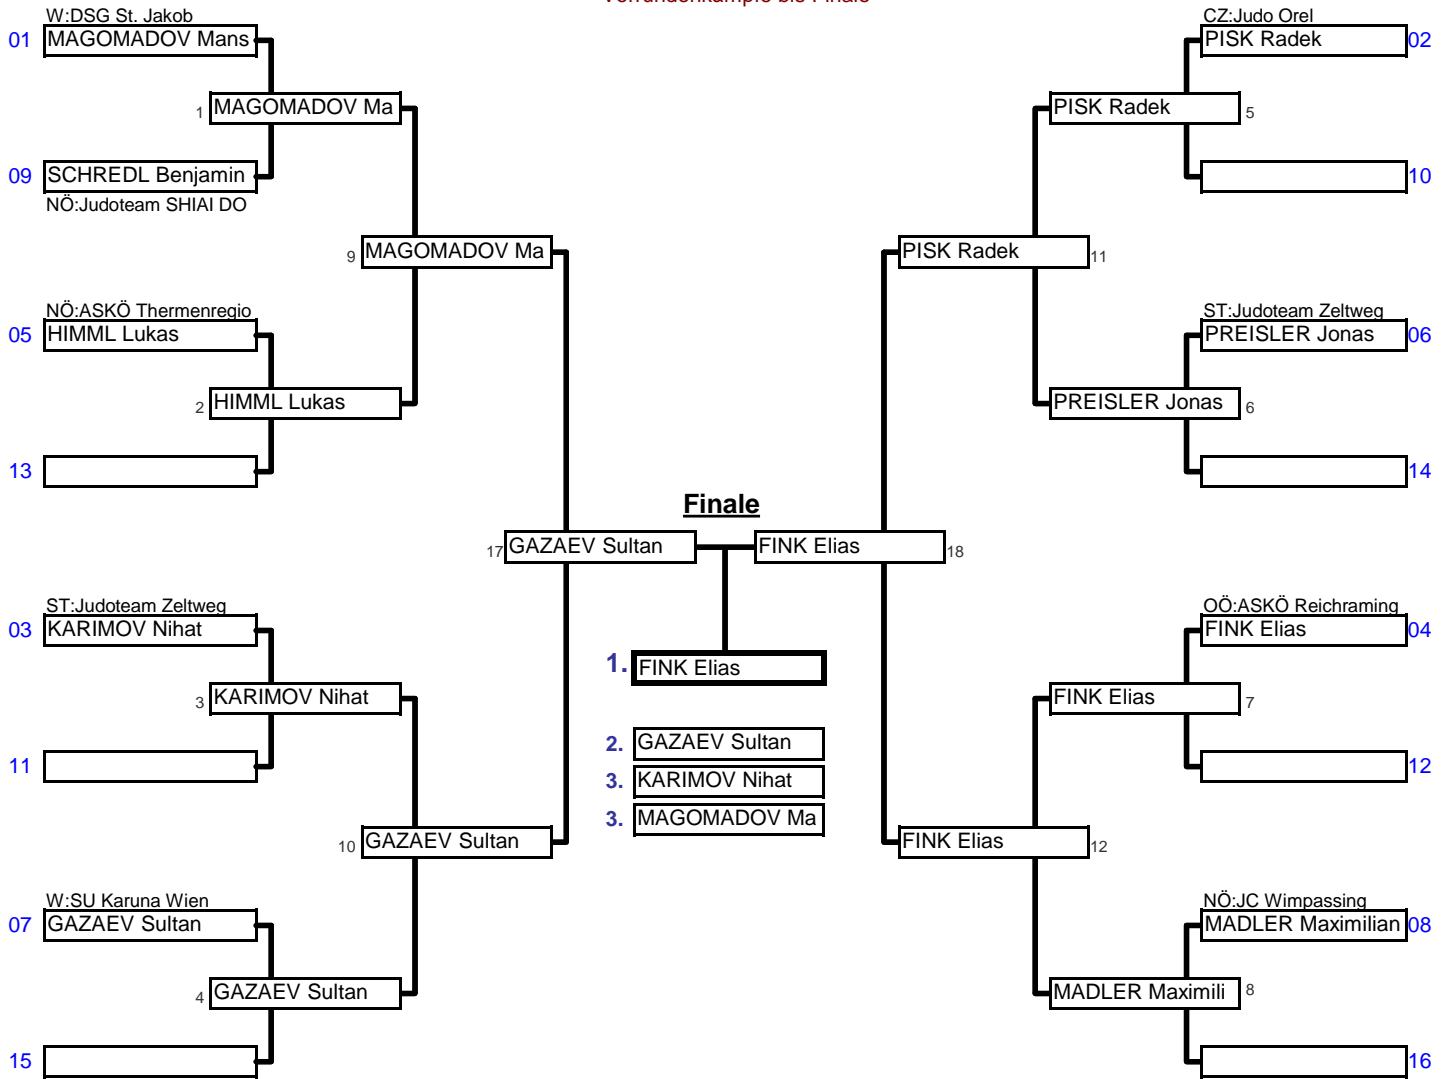 Vorrundenkämpfe bis Finale
W:DSG St. Jakob
01 MAGOMADOV Mans
1 MAGOMADOV Ma
09 SCHREDL Benjamin
NÖ:Judoteam SHIAI DO
9 MAGOMADOV Ma
NÖ:ASKÖ Thermenregio
05 HIMML Lukas
2 HIMML Lukas
13
17 GAZAEV Sultan
ST:Judoteam Zeltweg
03 KARIMOV Nihat
3 KARIMOV Nihat
11
10 GAZAEV Sultan
W:SU Karuna Wien
07 GAZAEV Sultan
4 GAZAEV Sultan
15
Finale
1. FINK Elias
2. GAZAEV Sultan
3. KARIMOV Nihat
3. MAGOMADOV Ma
CZ:Judo Orel
PISK Radek 02
PISK Radek 5
10
PISK Radek 11
ST:Judoteam Zeltweg
PREISLER Jonas 06
PREISLER Jonas 6
14
FINK Elias 18
OÖ:ASKÖ Reichraming
FINK Elias 04
FINK Elias 7
12
FINK Elias 12
NÖ:JC Wimpassing
MADLER Maximilian 08
MADLER Maximili 8
16